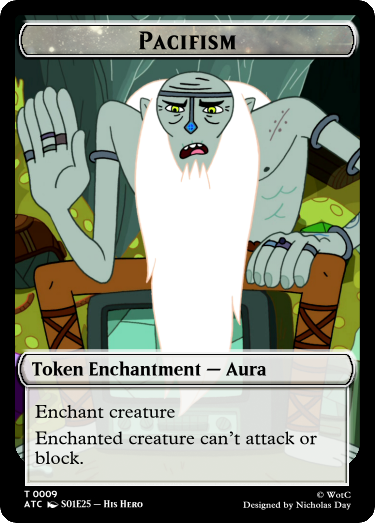 Pacifism
Token Enchantment — Aura
Enchant creature
Enchanted creature can't attack or
block.
T 0009
© WotC
ATC S01E25 – His Hero
Designed by Nicholas Day